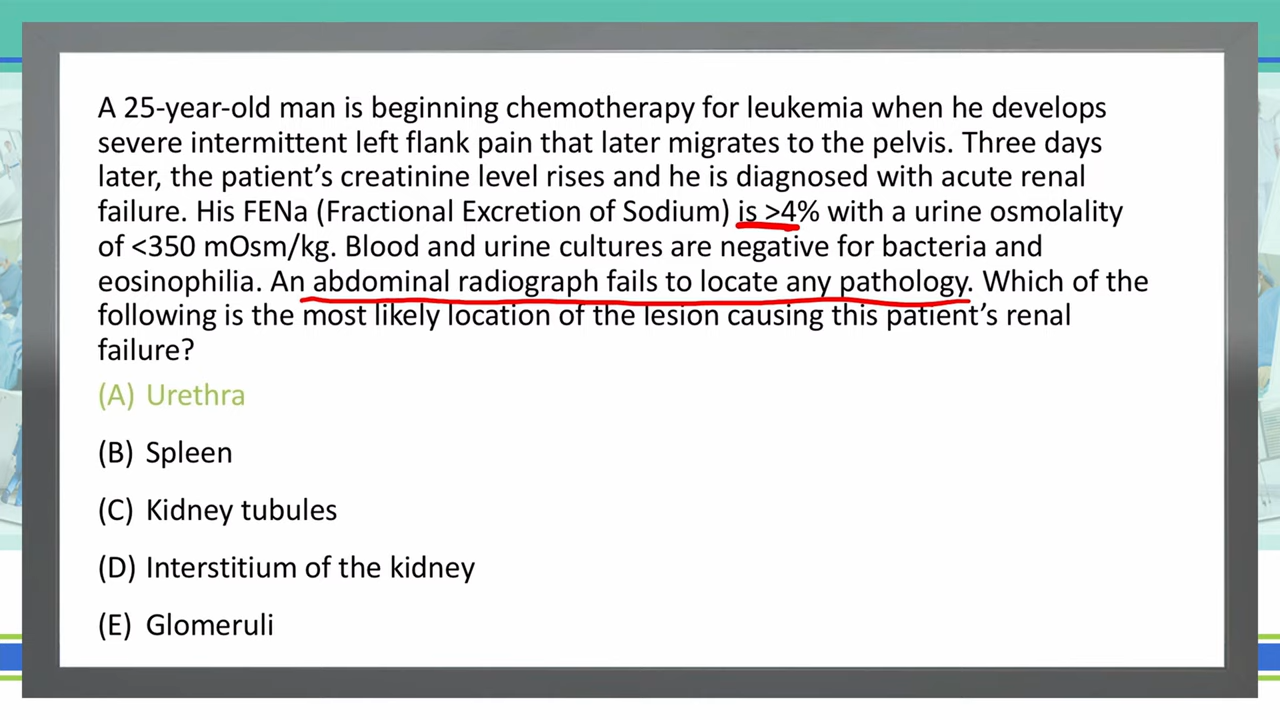 A 25-year-old man is beginning chemotherapy for leukemia when he develops
severe intermittent left flank pain that later migrates to the pelvis. Three days
later, the patient’s creatinine level rises and he is diagnosed with acute renal
failure. His FENa (Fractional Excretion of Sodium) is >4% with a urine osmolality
of <350 mOsm/kg. Blood and urine cultures are negative for bacteria and
eosinophilia. An abdominal radiograph fails to locate any pathology. Which of the
following is the most likely location of the lesion causing this patient’s renal
failure?
(A) Urethra
(B) Spleen
(C) Kidney tubules
(D) Interstitium of the kidney
(E) Glomeruli